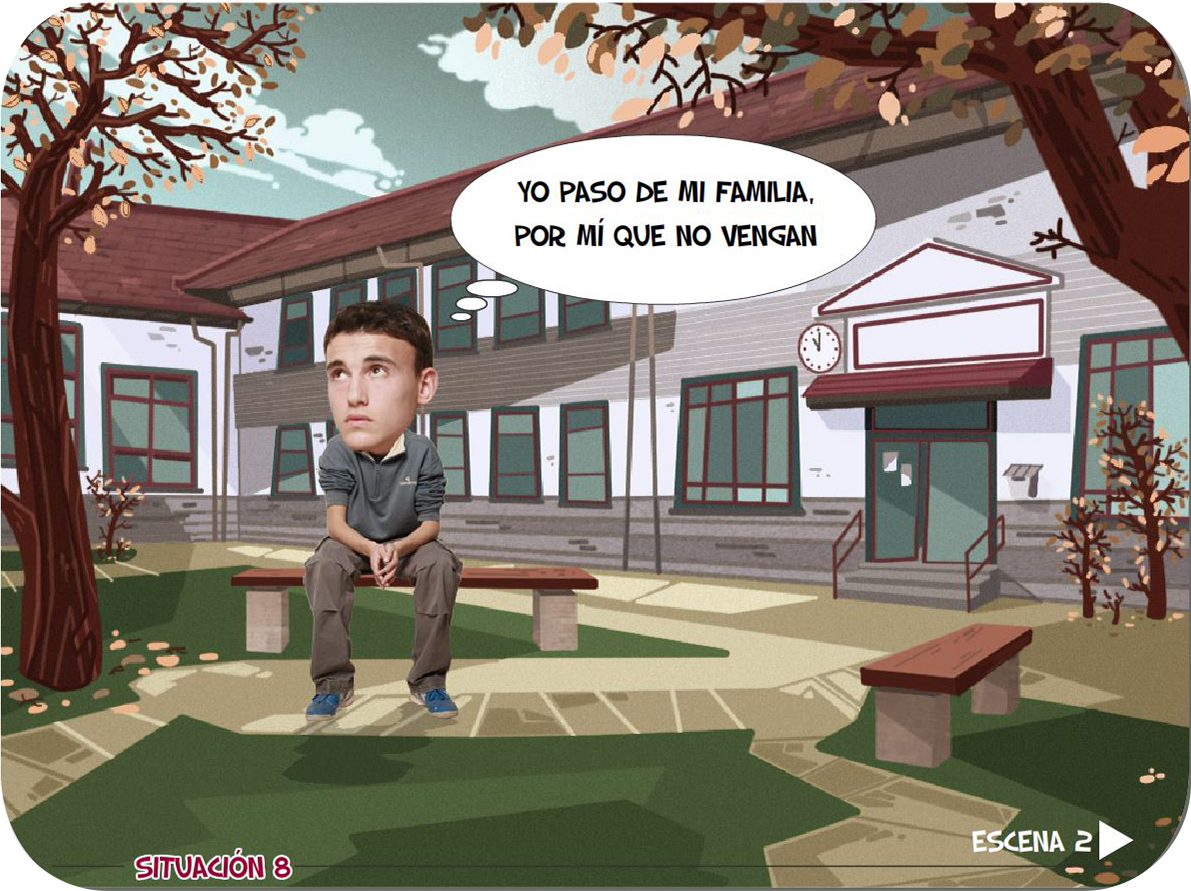 YO PASO DE MI FAMILIA,
POR MÍ QUE NO VENGAN
ESCENA 2
SITUACIÓN 8